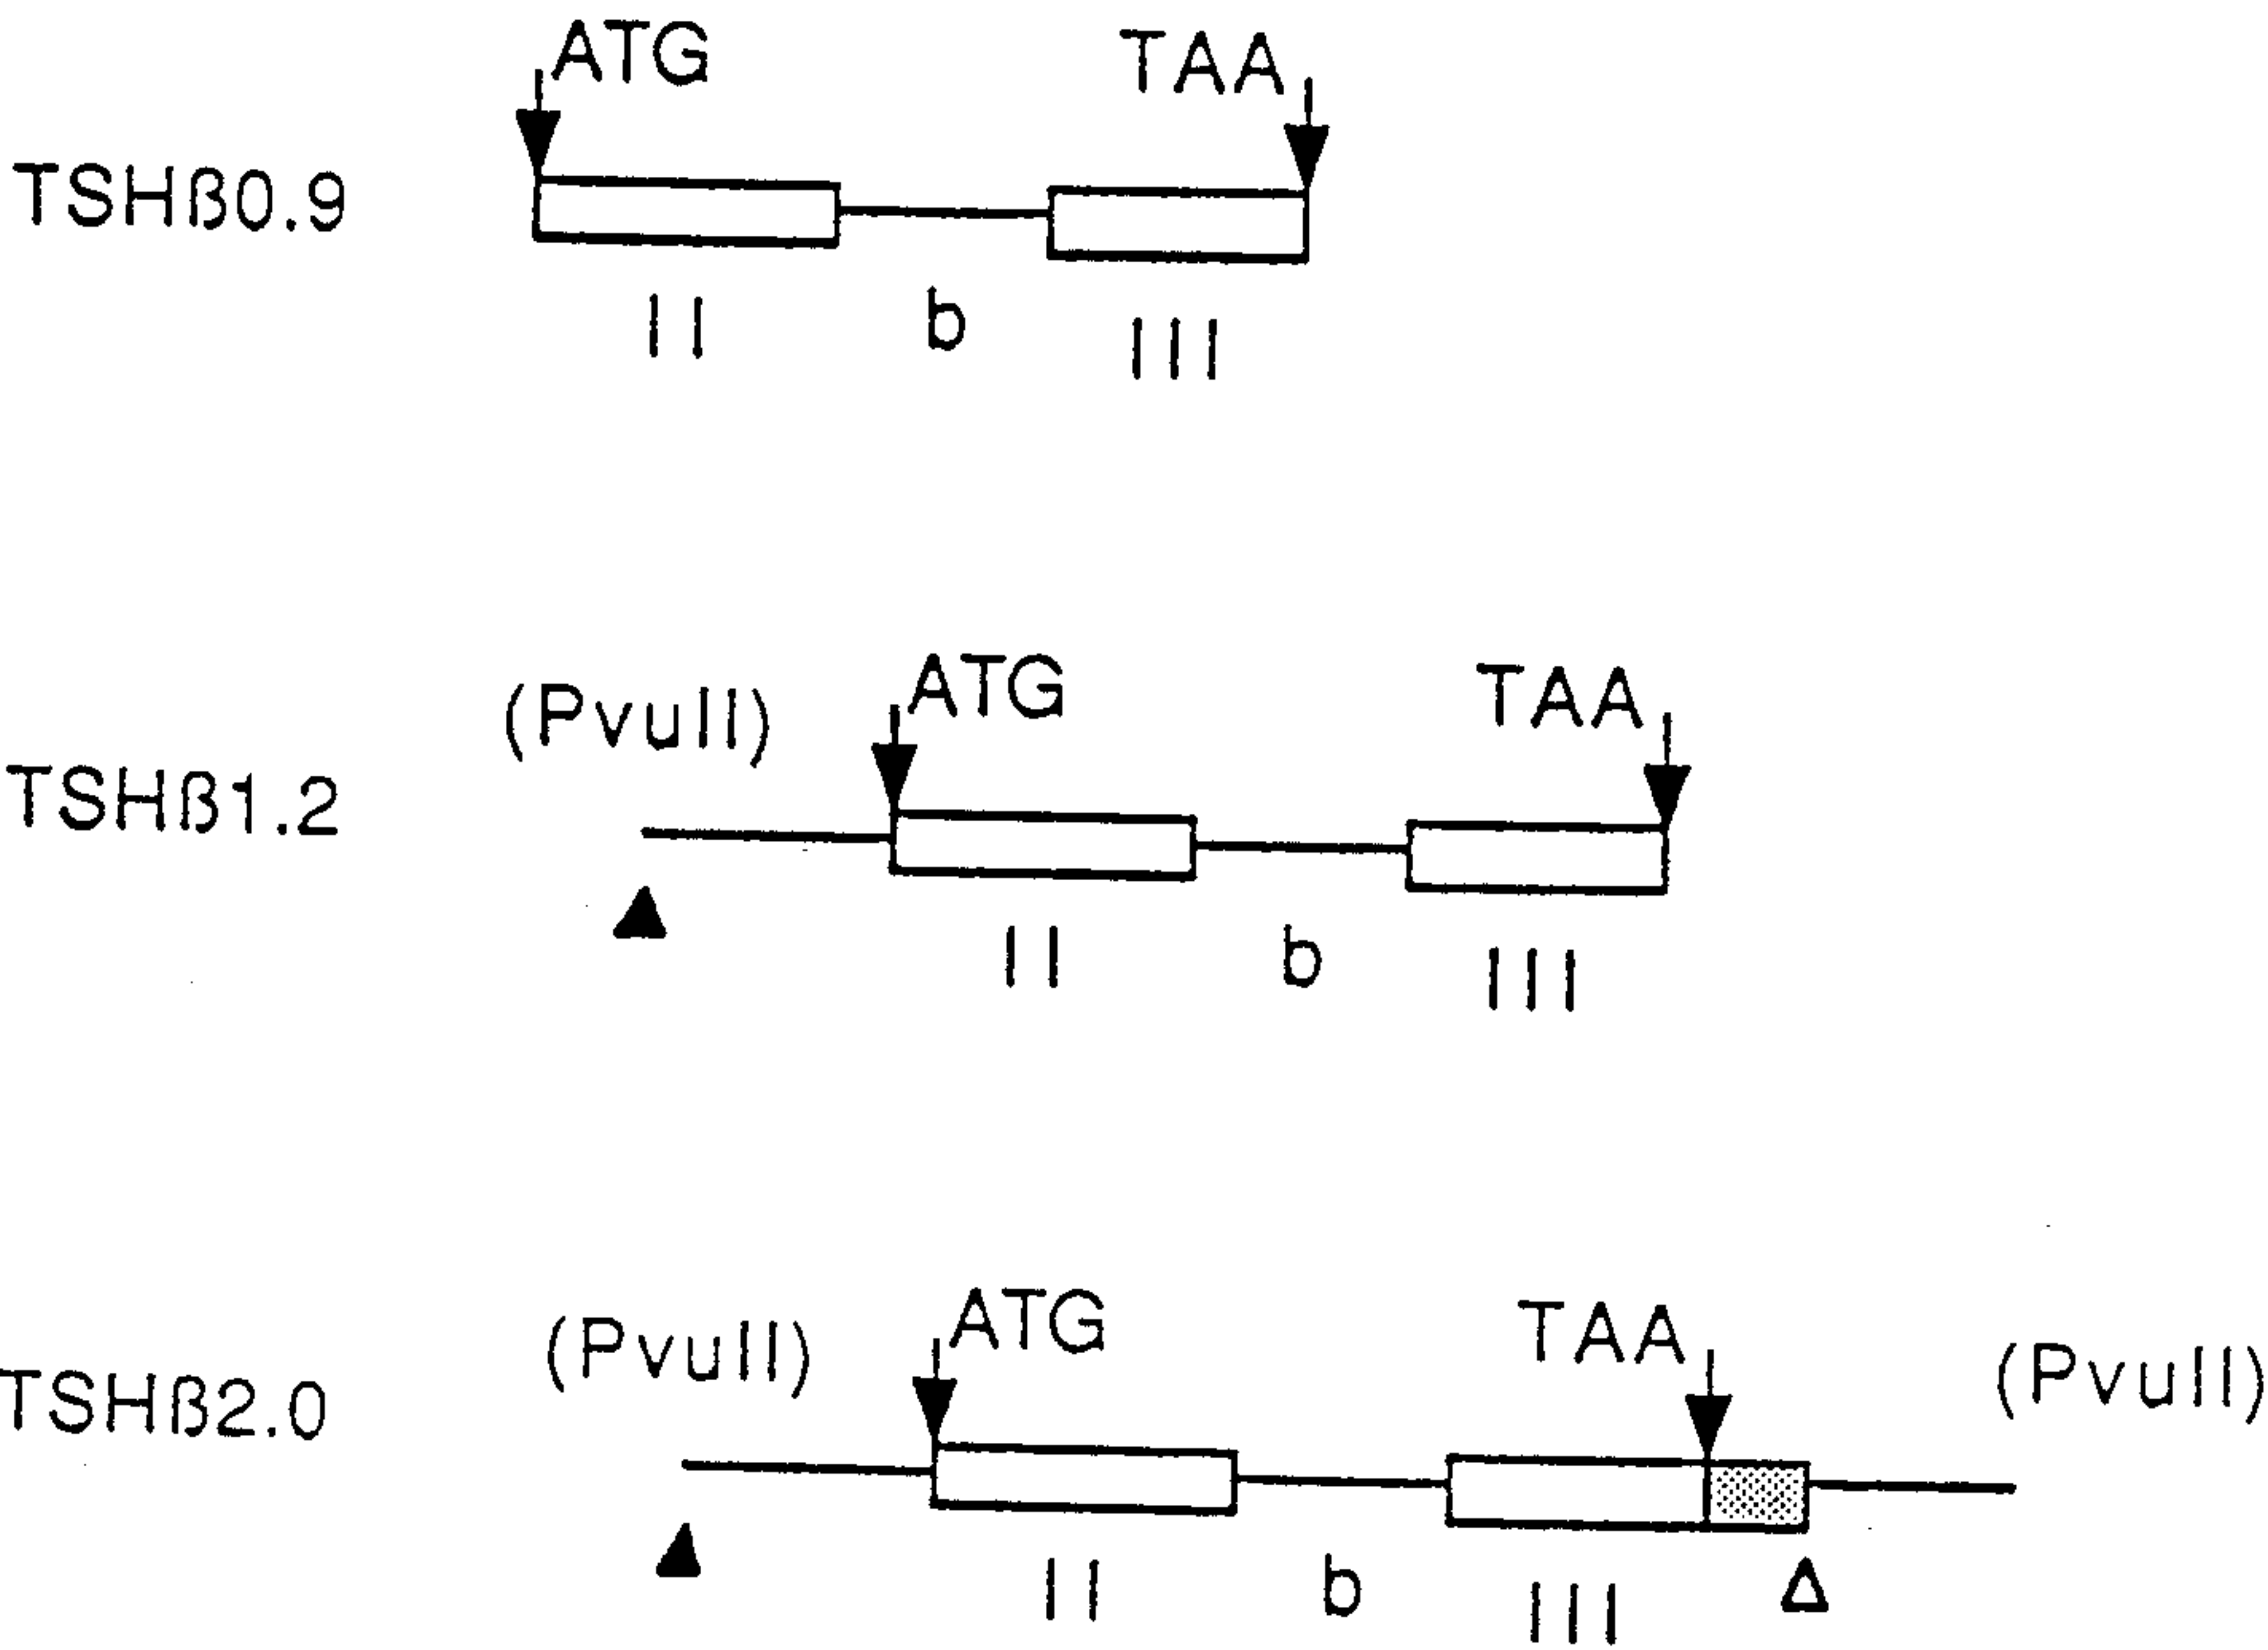 ATG TAA
TSHß0.9
II b III
(PvuII) ATG TAA
TSHß1.2
II b III
(PvuII) ATG TAA (PvuII)
TSHß2.0
II b III Δ